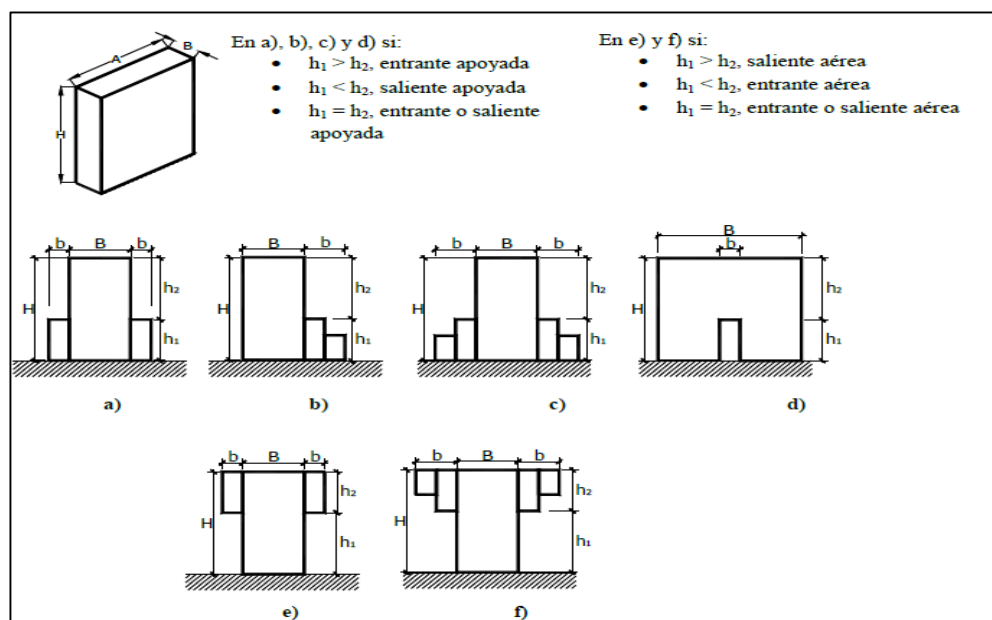 En a), b), c) y d) si:
• h₁ > h₂, entrante apoyada
• h₁ < h₂, saliente apoyada
• h₁ = h₂, entrante o saliente
apoyada
En e) y f) si:
• h₁ > h₂, saliente aérea
• h₁ < h₂, entrante aérea
• h₁ = h₂, entrante o saliente aérea
A
B
H
b
B
b
H
h₂
h₁
a)
B
b
H
h₂
h₁
b)
b
B
b
H
h₂
h₁
c)
B
b
H
h₂
h₁
d)
b
B
b
H
h₂
h₁
e)
b
B
b
H
h₂
h₁
f)